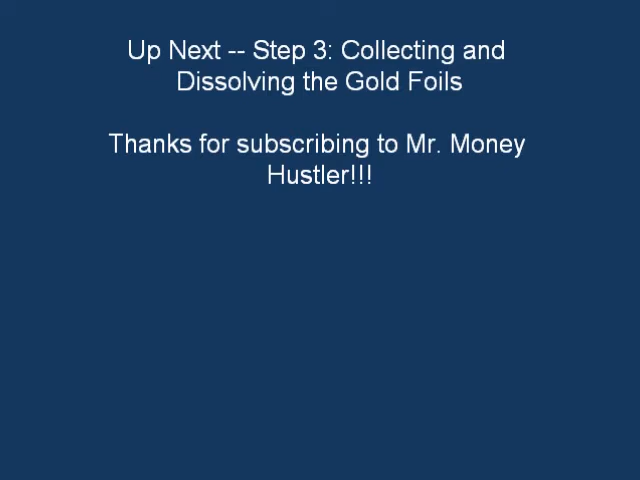 Up Next -- Step 3: Collecting and
Dissolving the Gold Foils
Thanks for subscribing to Mr. Money
Hustler!!!